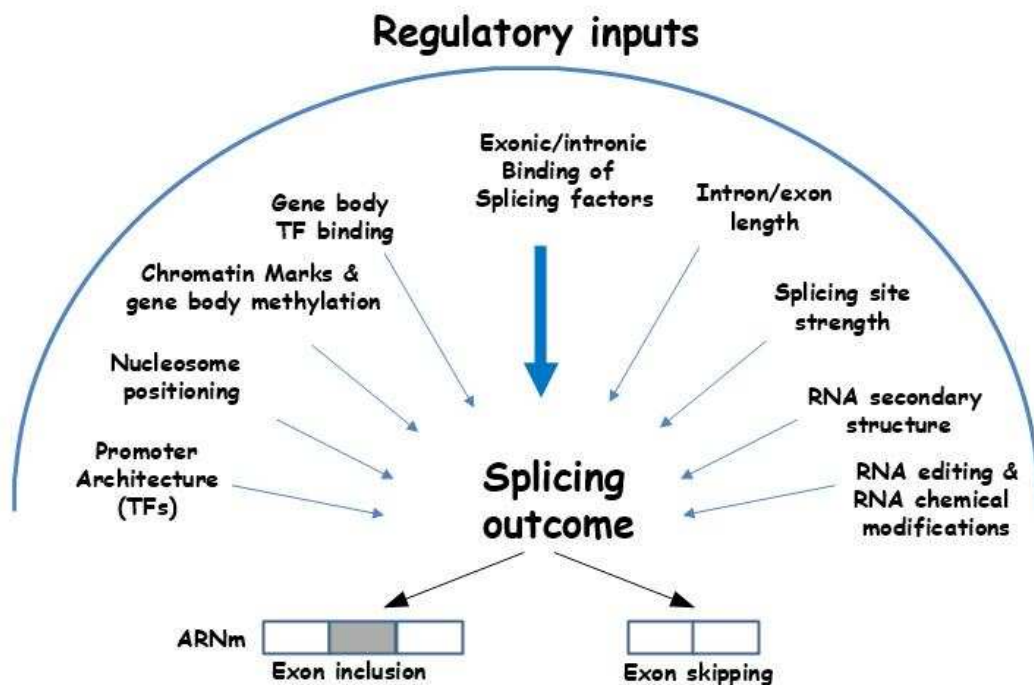 Regulatory inputs
Exonic/intronic
Binding of
Splicing factors
Gene body
TF binding
Intron/exon
length
Chromatin Marks &
gene body methylation
Splicing site
strength
Nucleosome
positioning
RNA secondary
structure
Promoter
Architecture
(TFs)
RNA editing &
RNA chemical
modifications
Splicing
outcome
ARNm
Exon inclusion
Exon skipping